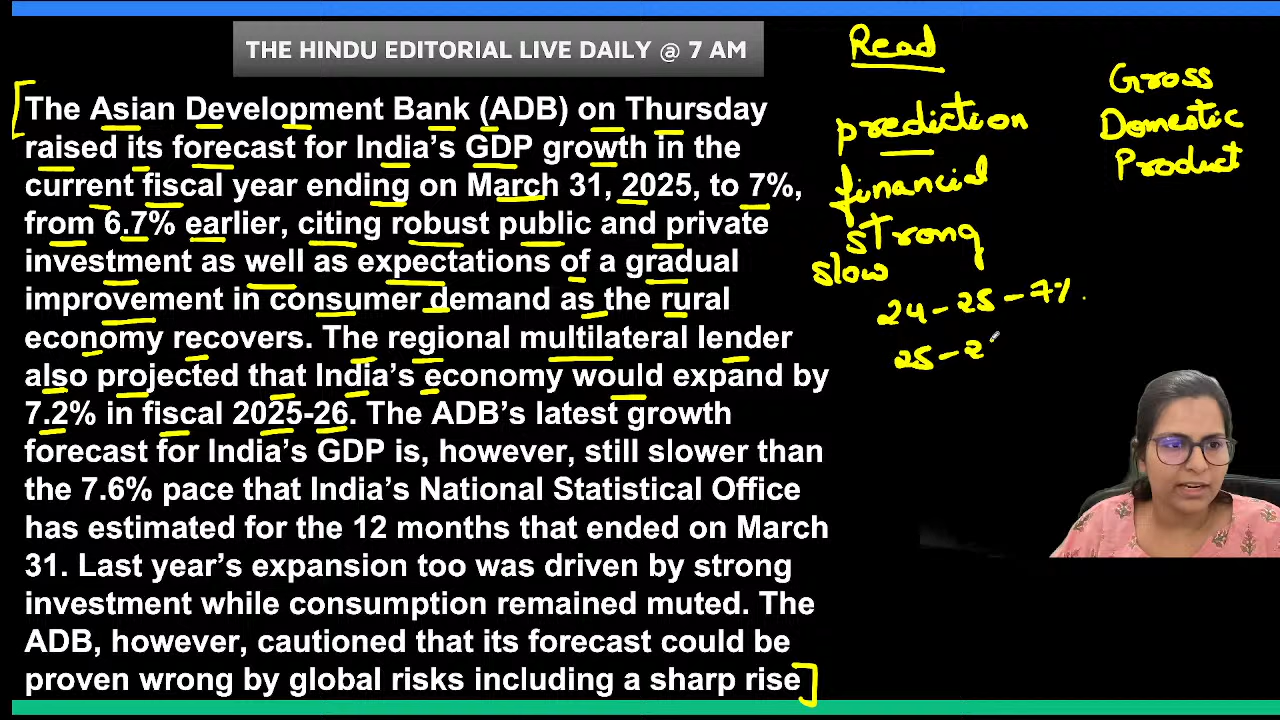 THE HINDU EDITORIAL LIVE DAILY @ 7 AM
The Asian Development Bank (ADB) on Thursday
raised its forecast for India's GDP growth in the
current fiscal year ending on March 31, 2025, to 7%,
from 6.7% earlier, citing robust public and private
investment as well as expectations of a gradual
improvement in consumer demand as the rural
economy recovers. The regional multilateral lender
also projected that India's economy would expand by
7.2% in fiscal 2025-26. The ADB's latest growth
forecast for India's GDP is, however, still slower than
the 7.6% pace that India's National Statistical Office
has estimated for the 12 months that ended on March
31. Last year's expansion too was driven by strong
investment while consumption remained muted. The
ADB, however, cautioned that its forecast could be
proven wrong by global risks including a sharp rise
Read
prediction
financial
strong
slow
24-25-7%.
25-2
Gross
Domestic
Product